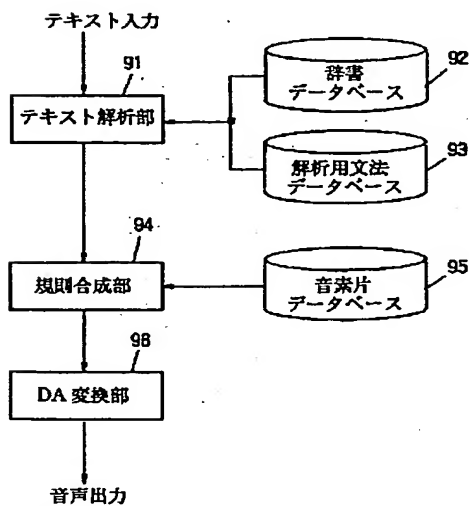 テキスト入力
91
テキスト解析部
辞書
データベース
92
解析用文法
データベース
93
94
規則合成部
音素片
データベース
95
98
DA変換部
音声出力